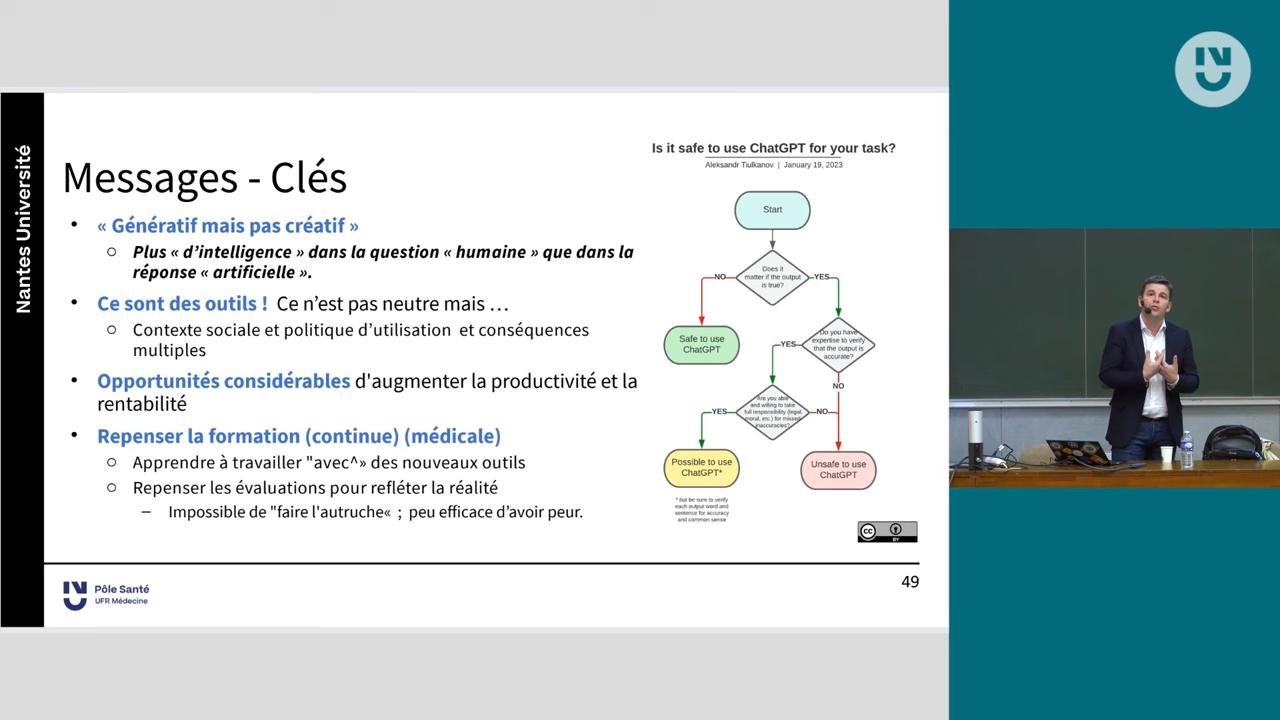 Nantes Université
Messages - Clés
• « Génératif mais pas créatif »
○ Plus « d’intelligence » dans la question « humaine » que dans la
réponse « artificielle ».
• Ce sont des outils ! Ce n’est pas neutre mais …
○ Contexte sociale et politique d’utilisation et conséquences
multiples
• Opportunités considérables d'augmenter la productivité et la
rentabilité
• Repenser la formation (continue) (médicale)
○ Apprendre à travailler "avec^» des nouveaux outils
○ Repenser les évaluations pour refléter la réalité
– Impossible de "faire l'autruche« ; peu efficace d’avoir peur.
Is it safe to use ChatGPT for your task?
Aleksandr Tiulkanov | January 19, 2023
Start
Does it
matter if the output
is true?
NO
YES
Safe to use
ChatGPT
Do you have
expertise to verify
that the output is
accurate?
YES
NO
Are you able
and willing to take
full responsibility (legal,
moral, etc.) for missed
inaccuracies?
YES
NO
Possible to use
ChatGPT*
Unsafe to use
ChatGPT
* but be sure to verify
each output word and
sentence for accuracy
and common sense
cc
BY
Pôle Santé
UFR Médecine
49